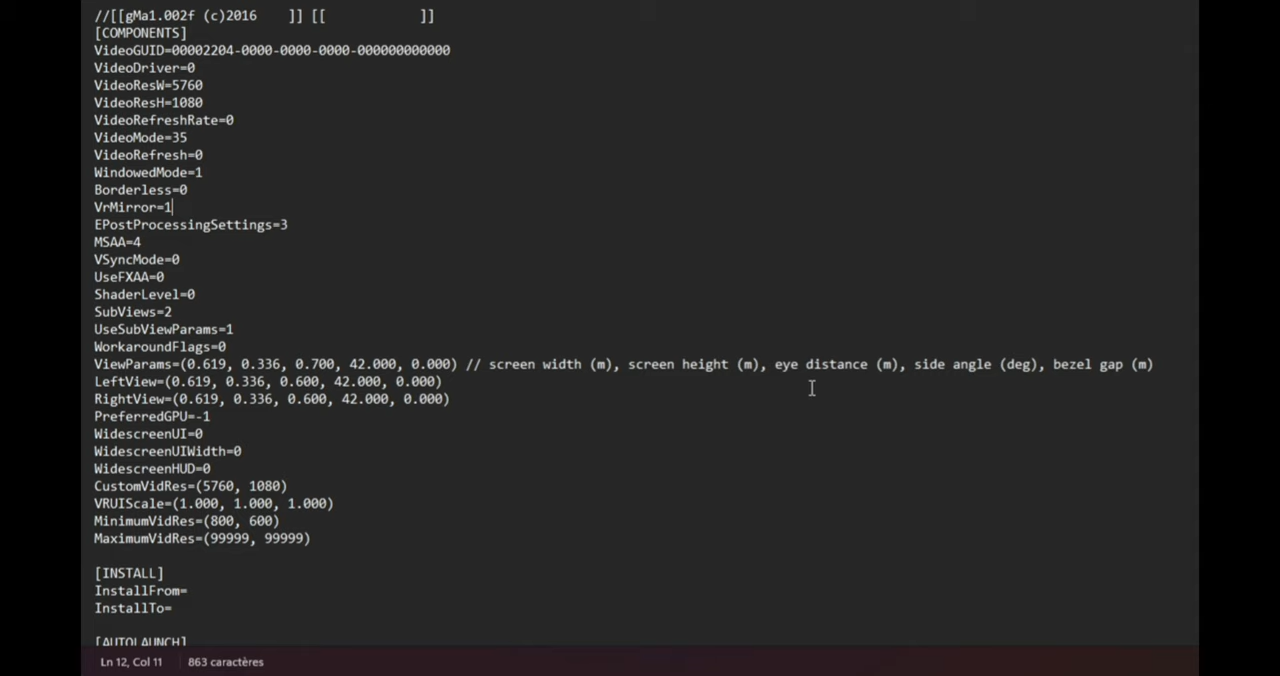 //[[gMa1.002f (c)2016    ]] [[            ]]
[COMPONENTS]
VideoGUID=00002204-0000-0000-0000-000000000000
VideoDriver=0
VideoResW=5760
VideoResH=1080
VideoRefreshRate=0
VideoMode=35
VideoRefresh=0
WindowedMode=1
Borderless=0
VrMirror=1
EPostProcessingSettings=3
MSAA=4
VSyncMode=0
UseFXAA=0
ShaderLevel=0
SubViews=2
UseSubViewParams=1
WorkaroundFlags=0
ViewParams=(0.619, 0.336, 0.700, 42.000, 0.000) // screen width (m), screen height (m), eye distance (m), side angle (deg), bezel gap (m)
LeftView=(0.619, 0.336, 0.600, 42.000, 0.000)
RightView=(0.619, 0.336, 0.600, 42.000, 0.000)
PreferredGPU=-1
WidescreenUI=0
WidescreenUIWidth=0
WidescreenHUD=0
CustomVidRes=(5760, 1080)
VRUIScale=(1.000, 1.000, 1.000)
MinimumVidRes=(800, 600)
MaximumVidRes=(99999, 99999)
[INSTALL]
InstallFrom=
InstallTo=
[AUTOLAUNCH]
Ln 12, Col 11    863 caractères